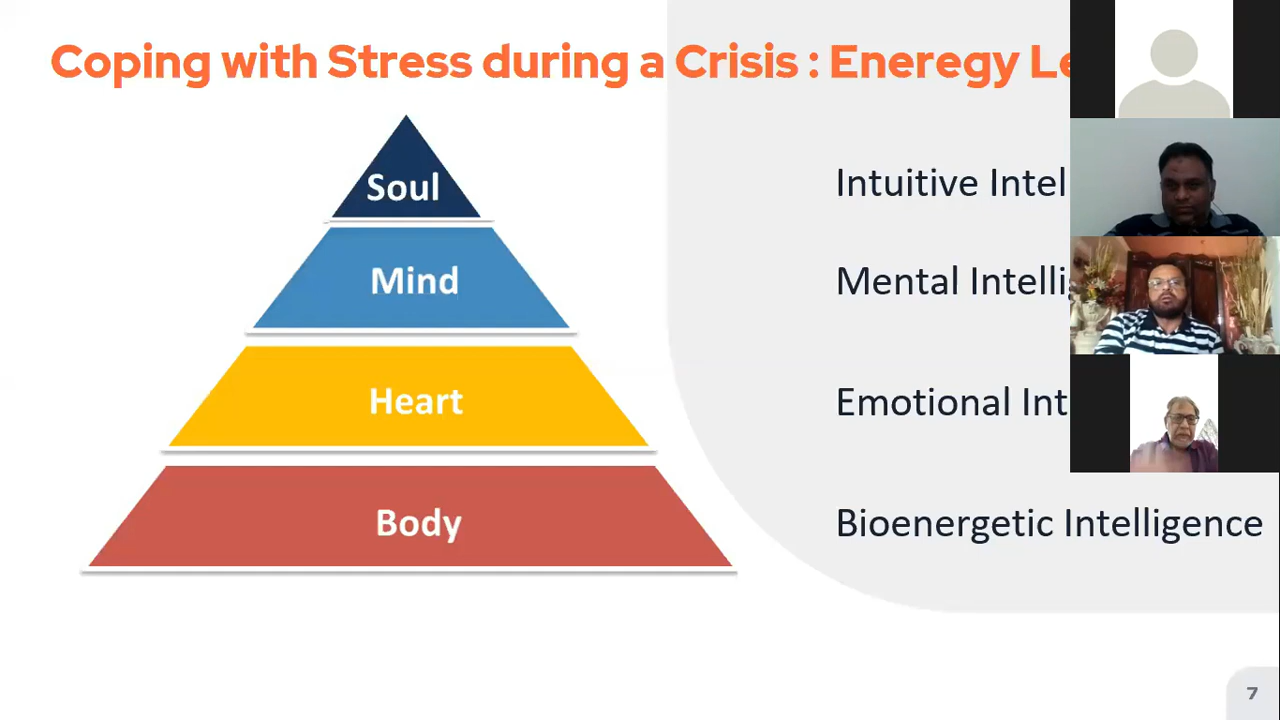 Coping with Stress during a Crisis : Eneregy Le
Soul
Intuitive Intel
Mind
Mental Intelli
Heart
Emotional Int
Body
Bioenergetic Intelligence
7